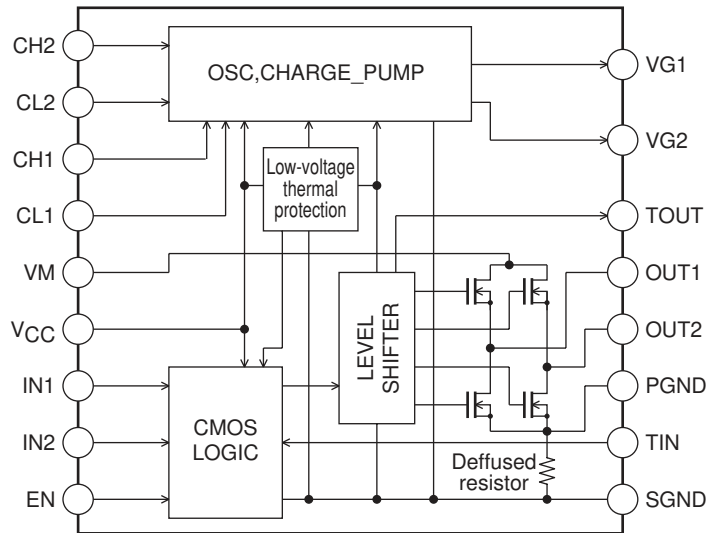 CH2
CL2
CH1
CL1
VM
VCC
IN1
IN2
EN
OSC,CHARGE_PUMP
Low-voltage
thermal
protection
LEVEL
SHIFTER
CMOS
LOGIC
Deffused
resistor
VG1
VG2
TOUT
OUT1
OUT2
PGND
TIN
SGND